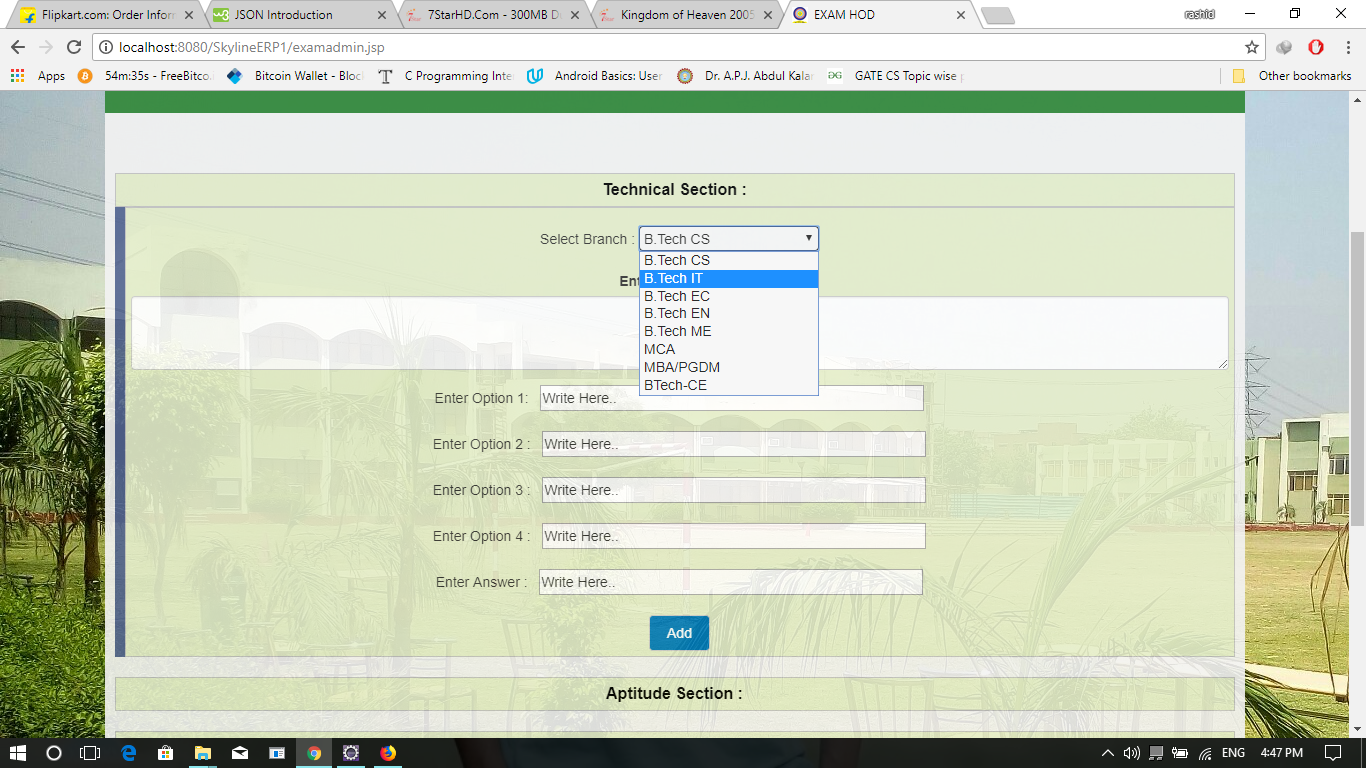 Flipkart.com: Order Inform
JSON Introduction
7StarHD.Com - 300MB D
Kingdom of Heaven 2005
EXAM HOD
rashid
localhost:8080/SkylineERP1/examadmin.jsp
Apps
54m:35s - FreeBitco.
Bitcoin Wallet - Bloc
C Programming Inte
Android Basics: User
Dr. A.P.J. Abdul Kala
GATE CS Topic wise
Other bookmarks
Technical Section :
Select Branch :
B.Tech CS
B.Tech CS
B.Tech IT
B.Tech EC
B.Tech EN
B.Tech ME
MCA
MBA/PGDM
BTech-CE
Enter Option 1:
Write Here..
Enter Option 2 :
Write Here..
Enter Option 3 :
Write Here..
Enter Option 4 :
Write Here..
Enter Answer :
Write Here..
Add
Aptitude Section :
ENG
4:47 PM